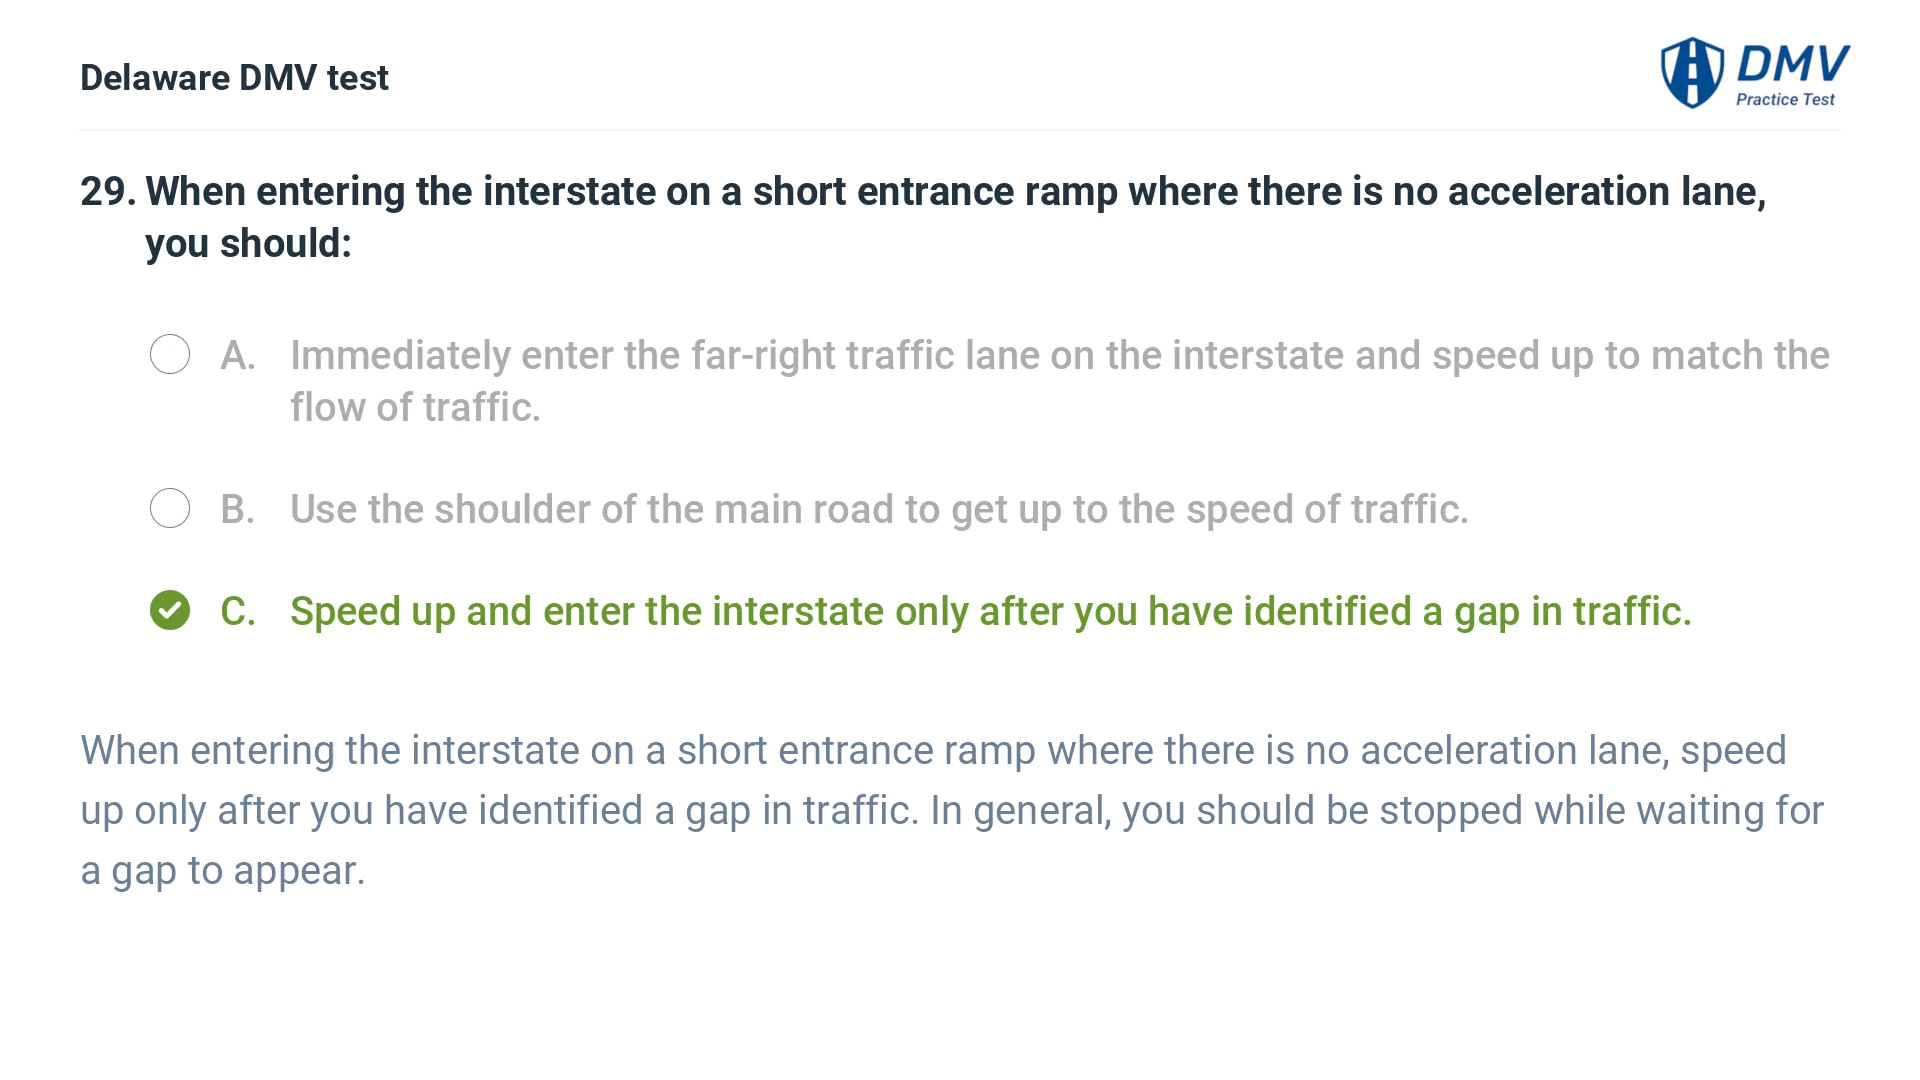 Delaware DMV test
DMV
Practice Test
29. When entering the interstate on a short entrance ramp where there is no acceleration lane,
you should:
A. Immediately enter the far-right traffic lane on the interstate and speed up to match the
flow of traffic.
B. Use the shoulder of the main road to get up to the speed of traffic.
C. Speed up and enter the interstate only after you have identified a gap in traffic.
When entering the interstate on a short entrance ramp where there is no acceleration lane, speed
up only after you have identified a gap in traffic. In general, you should be stopped while waiting for
a gap to appear.